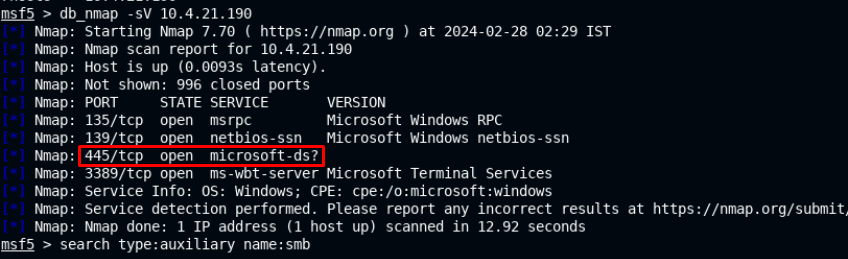 msf5 > db_nmap -sV 10.4.21.190
[*] Nmap: Starting Nmap 7.70 ( https://nmap.org ) at 2024-02-28 02:29 IST
[*] Nmap: Nmap scan report for 10.4.21.190
[*] Nmap: Host is up (0.0093s latency).
[*] Nmap: Not shown: 996 closed ports
[*] Nmap: PORT     STATE SERVICE       VERSION
[*] Nmap: 135/tcp  open  msrpc         Microsoft Windows RPC
[*] Nmap: 139/tcp  open  netbios-ssn   Microsoft Windows netbios-ssn
[*] Nmap: 445/tcp  open  microsoft-ds?
[*] Nmap: 3389/tcp open  ms-wbt-server Microsoft Terminal Services
[*] Nmap: Service Info: OS: Windows; CPE: cpe:/o:microsoft:windows
[*] Nmap: Service detection performed. Please report any incorrect results at https://nmap.org/submit/
[*] Nmap: Nmap done: 1 IP address (1 host up) scanned in 12.92 seconds
msf5 > search type:auxiliary name:smb